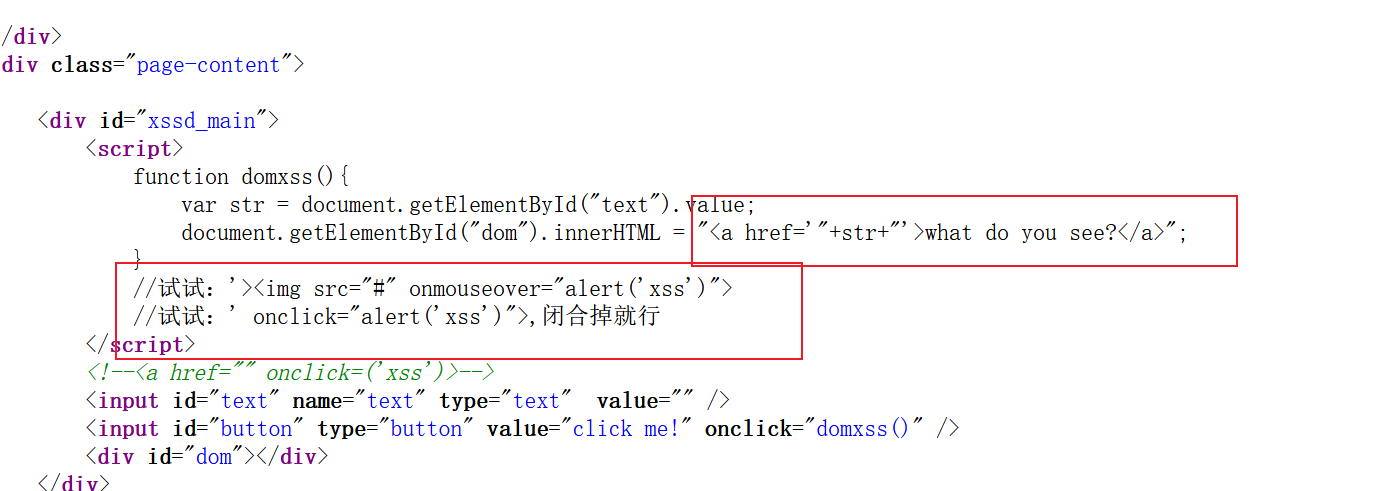 /div>
div class="page-content">
<div id="xssd_main">
<script>
function domxss(){
var str = document.getElementById("text").value;
document.getElementById("dom").innerHTML = "<a href='"+str+"'>what do you see?</a>";
}
//试试：'><img src="#" onmouseover="alert('xss')">
//试试：' onclick="alert('xss')">,闭合掉就行
</script>
<!--<a href="" onclick=('xss')>-->
<input id="text" name="text" type="text"  value="" />
<input id="button" type="button" value="click me!" onclick="domxss()" />
<div id="dom"></div>
</div>